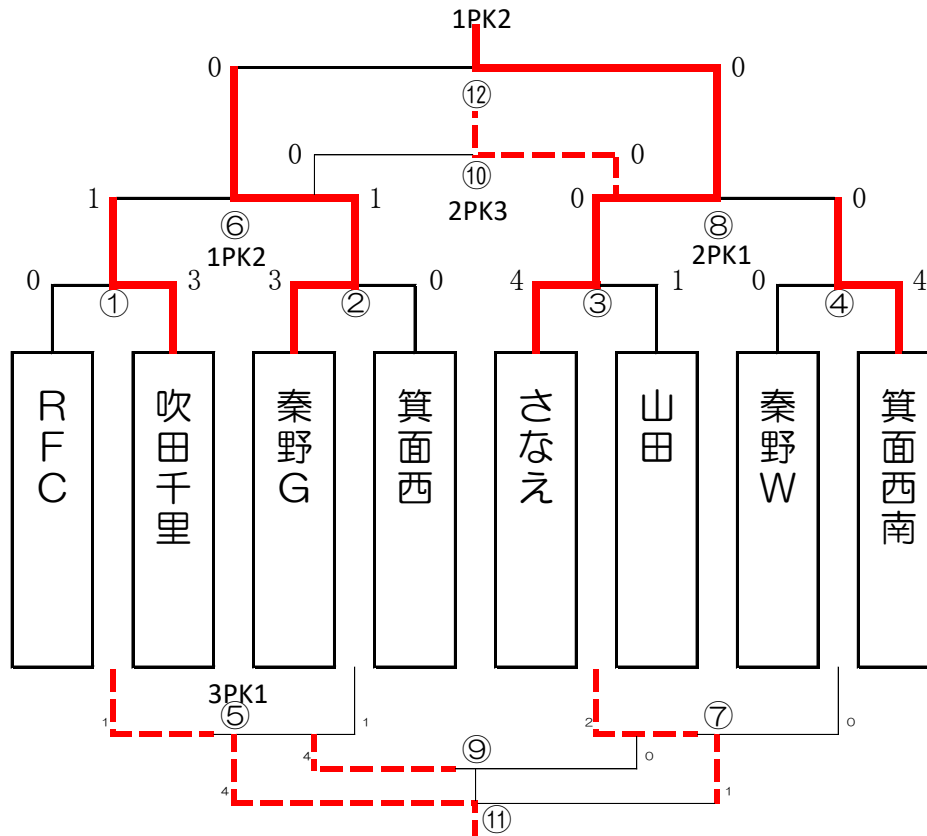 1PK2
0 0
⑫
0 0
⑩
1 1 0 0
⑥ 2PK3 ⑧
1PK2 2PK1
0 3 3 0 4 1 0 4
① ② ③ ④
RFC
吹田千里
秦野G
箕面西
さなえ
山田
秦野W
箕面西南
3PK1
1 ⑤ 1 2 ⑦ 0
4 ⑨ 0
4 ⑪ 1